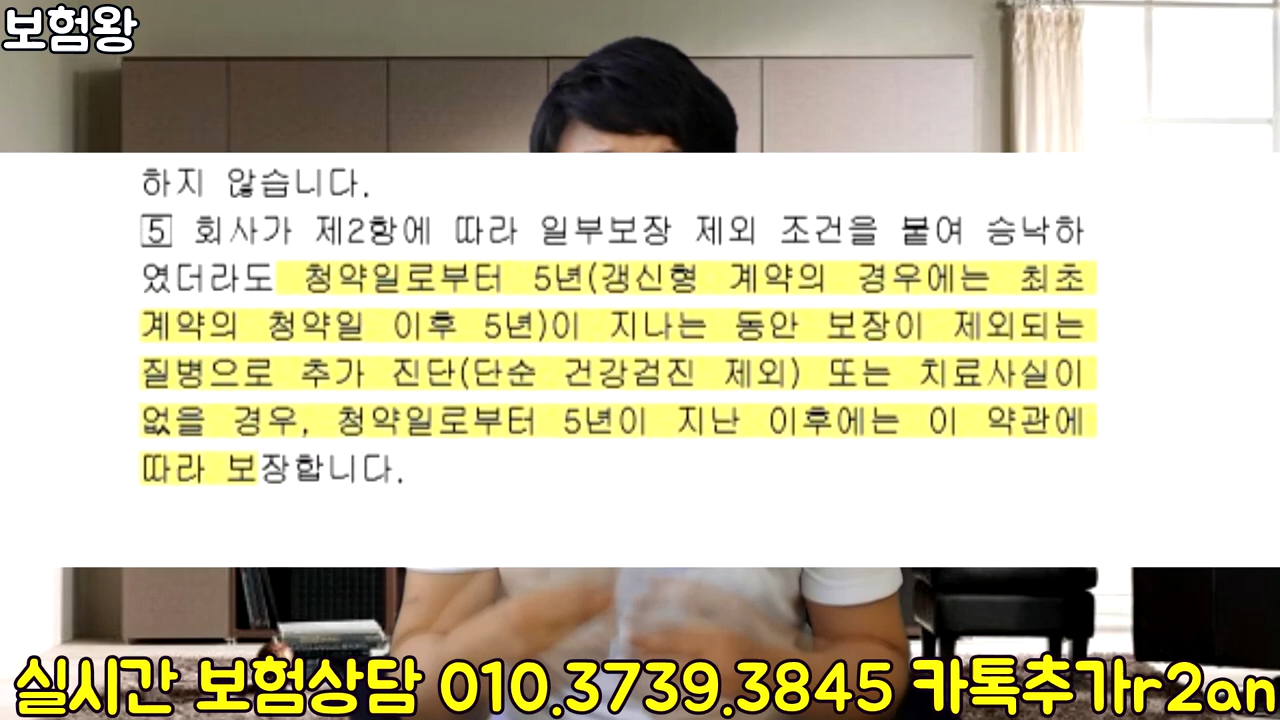 보험왕
하지 않습니다.
5 회사가 제2항에 따라 일부보장 제외 조건을 붙여 승낙하
였더라도 청약일로부터 5년(갱신형 계약의 경우에는 최초
계약의 청약일 이후 5년)이 지나는 동안 보장이 제외되는
질병으로 추가 진단(단순 건강검진 제외) 또는 치료사실이
없을 경우, 청약일로부터 5년이 지난 이후에는 이 약관에
따라 보장합니다.
실시간 보험상담 010.3739.3845 카톡추가r2an